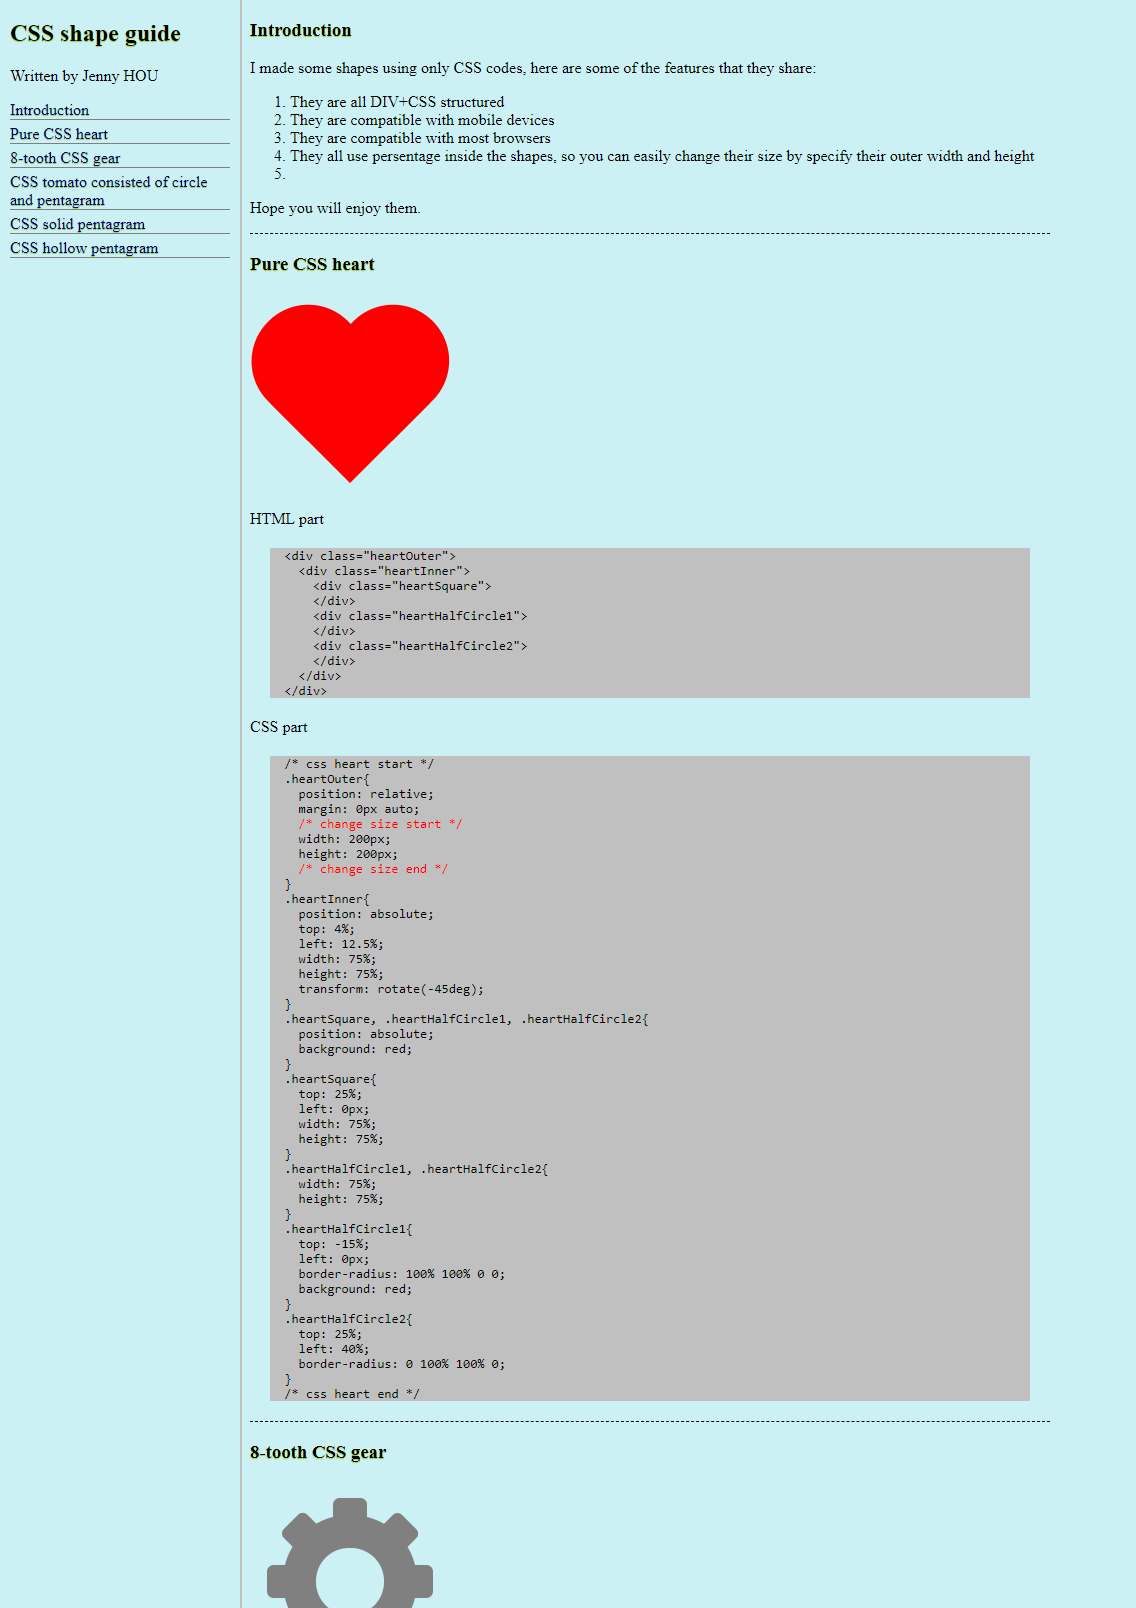 CSS shape guide
Written by Jenny HOU
Introduction
Pure CSS heart
8-tooth CSS gear
CSS tomato consisted of circle
and pentagram
CSS solid pentagram
CSS hollow pentagram
Introduction
I made some shapes using only CSS codes, here are some of the features that they share:
1. They are all DIV+CSS structured
2. They are compatible with mobile devices
3. They are compatible with most browsers
4. They all use persentage inside the shapes, so you can easily change their size by specify their outer width and height
5.
Hope you will enjoy them.
Pure CSS heart
HTML part
<div class="heartOuter">
<div class="heartInner">
<div class="heartSquare">
</div>
<div class="heartHalfCircle1">
</div>
<div class="heartHalfCircle2">
</div>
</div>
</div>
CSS part
/* css heart start */
.heartOuter{
position: relative;
margin: 0px auto;
/* change size start */
width: 200px;
height: 200px;
/* change size end */
}
.heartInner{
position: absolute;
top: 4%;
left: 12.5%;
width: 75%;
height: 75%;
transform: rotate(-45deg);
}
.heartSquare, .heartHalfCircle1, .heartHalfCircle2{
position: absolute;
background: red;
}
.heartSquare{
top: 25%;
left: 0px;
width: 75%;
height: 75%;
}
.heartHalfCircle1, .heartHalfCircle2{
width: 75%;
height: 75%;
}
.heartHalfCircle1{
top: -15%;
left: 0px;
border-radius: 100% 100% 0 0;
background: red;
}
.heartHalfCircle2{
top: 25%;
left: 40%;
border-radius: 0 100% 100% 0;
}
/* css heart end */
8-tooth CSS gear